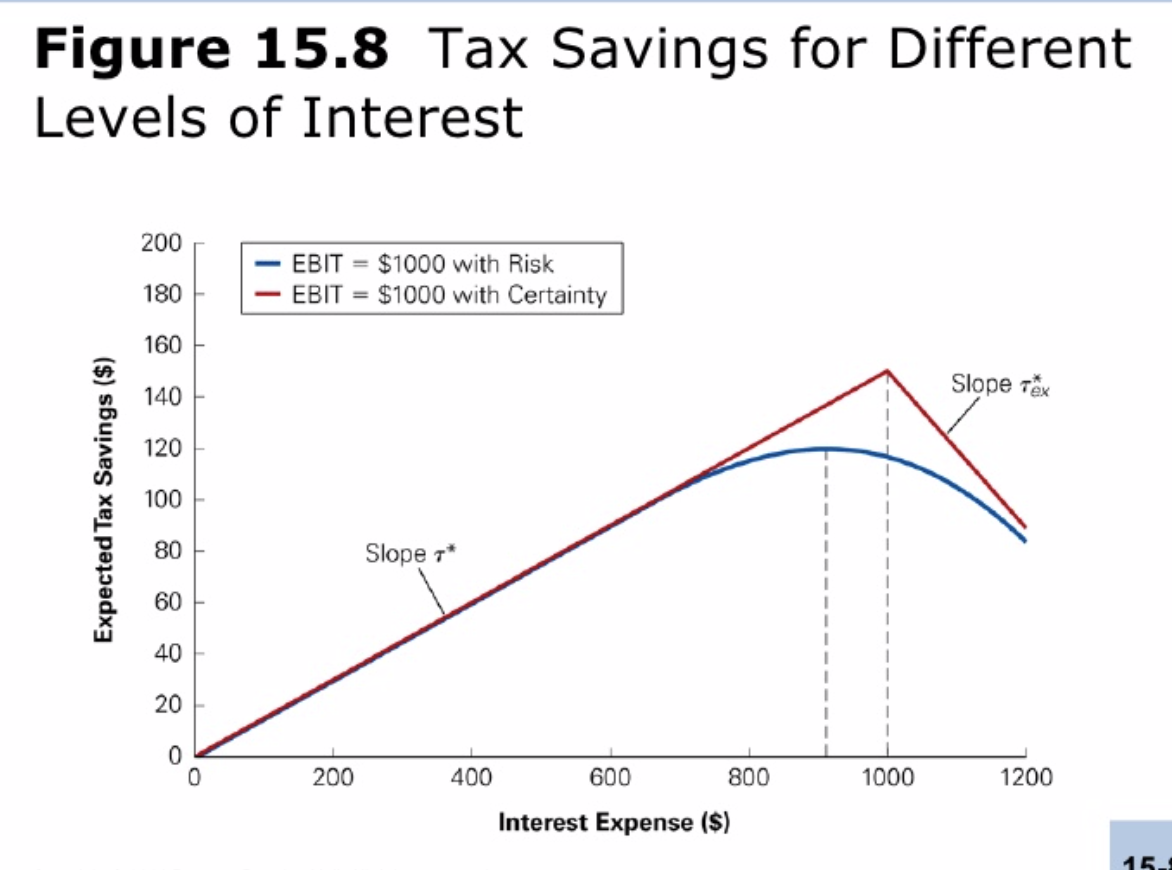 Figure 15.8 Tax Savings for Different
Levels of Interest
200
180
160
140
120
100
80
60
40
20
0
Expected Tax Savings ($)
EBIT = $1000 with Risk
EBIT = $1000 with Certainty
Slope τ*ex
Slope τ*
0 200 400 600 800 1000 1200
Interest Expense ($)